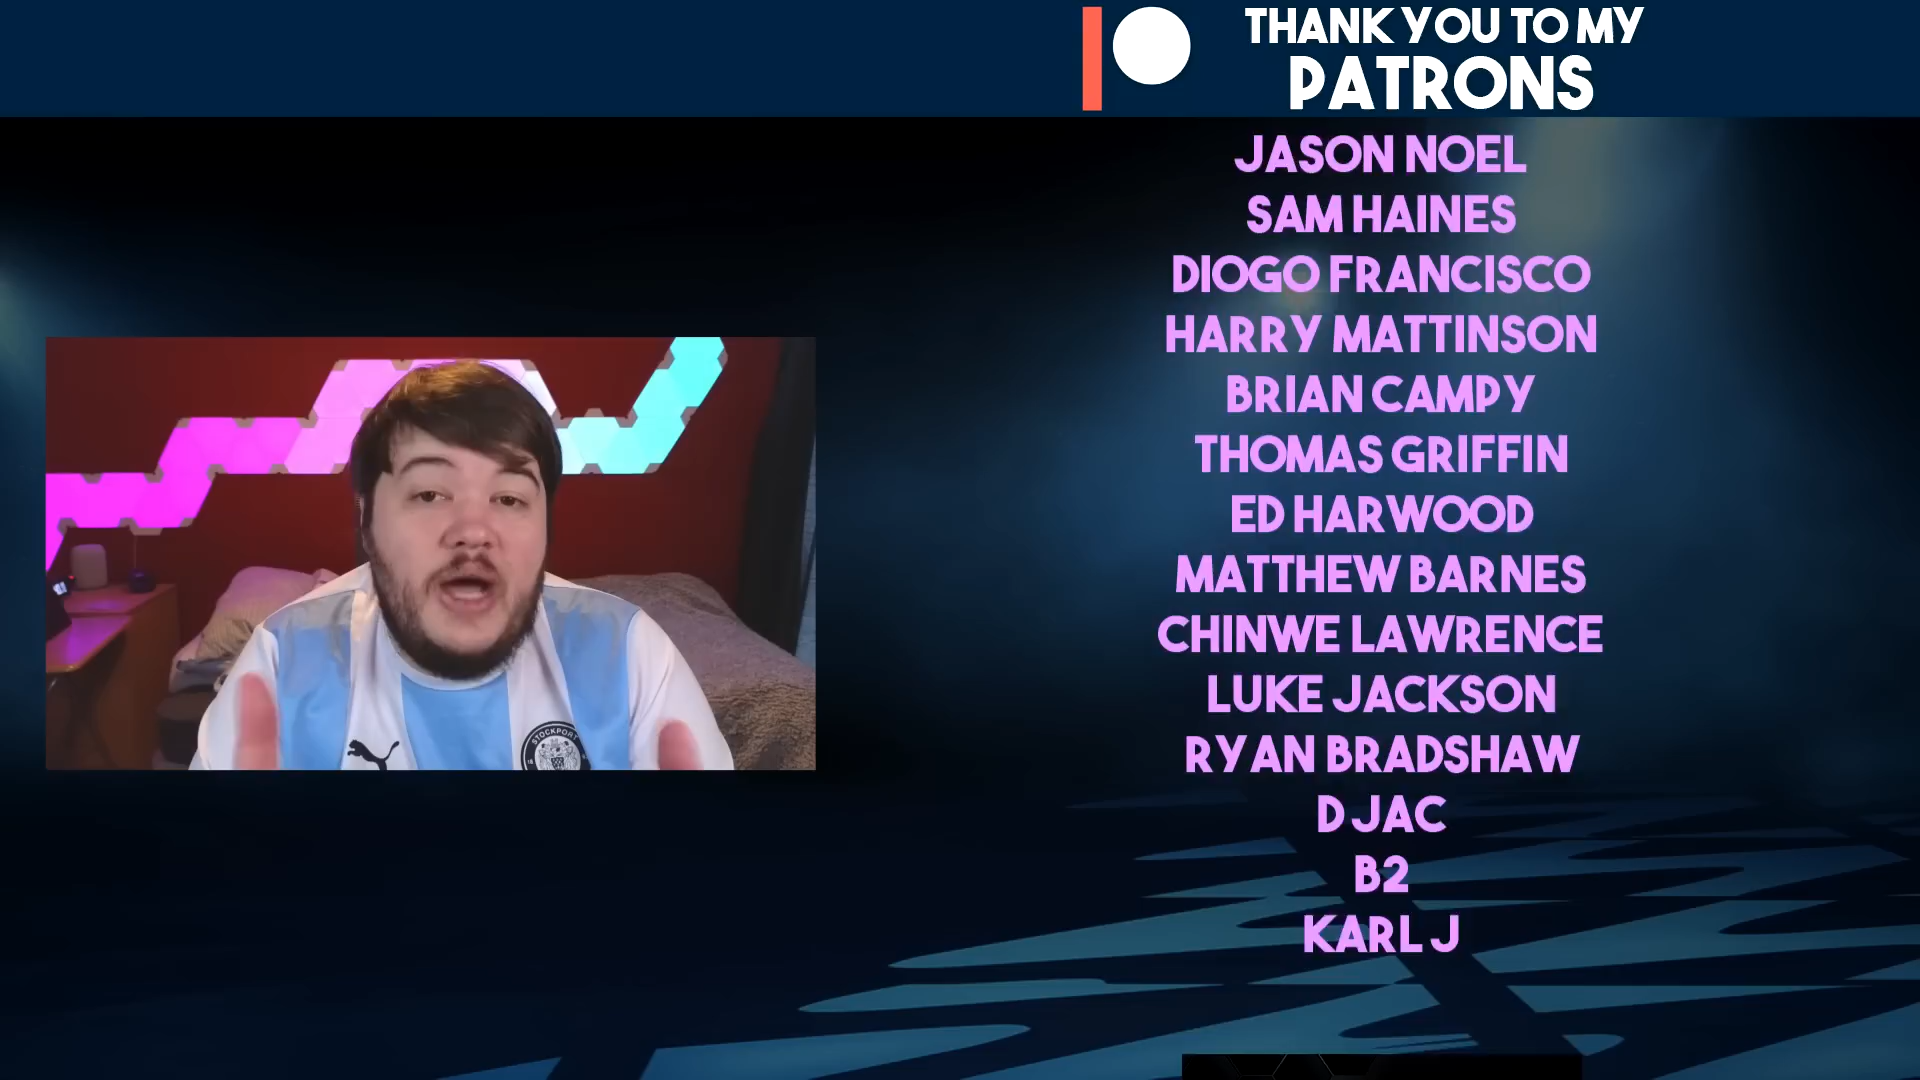 THANK YOU TO MY
PATRONS
JASON NOEL
SAM HAINES
DIOGO FRANCISCO
HARRY MATTINSON
BRIAN CAMPY
THOMAS GRIFFIN
ED HARWOOD
MATTHEW BARNES
CHINWE LAWRENCE
LUKE JACKSON
RYAN BRADSHAW
D JAC
B2
KARL J
STOCKPORT